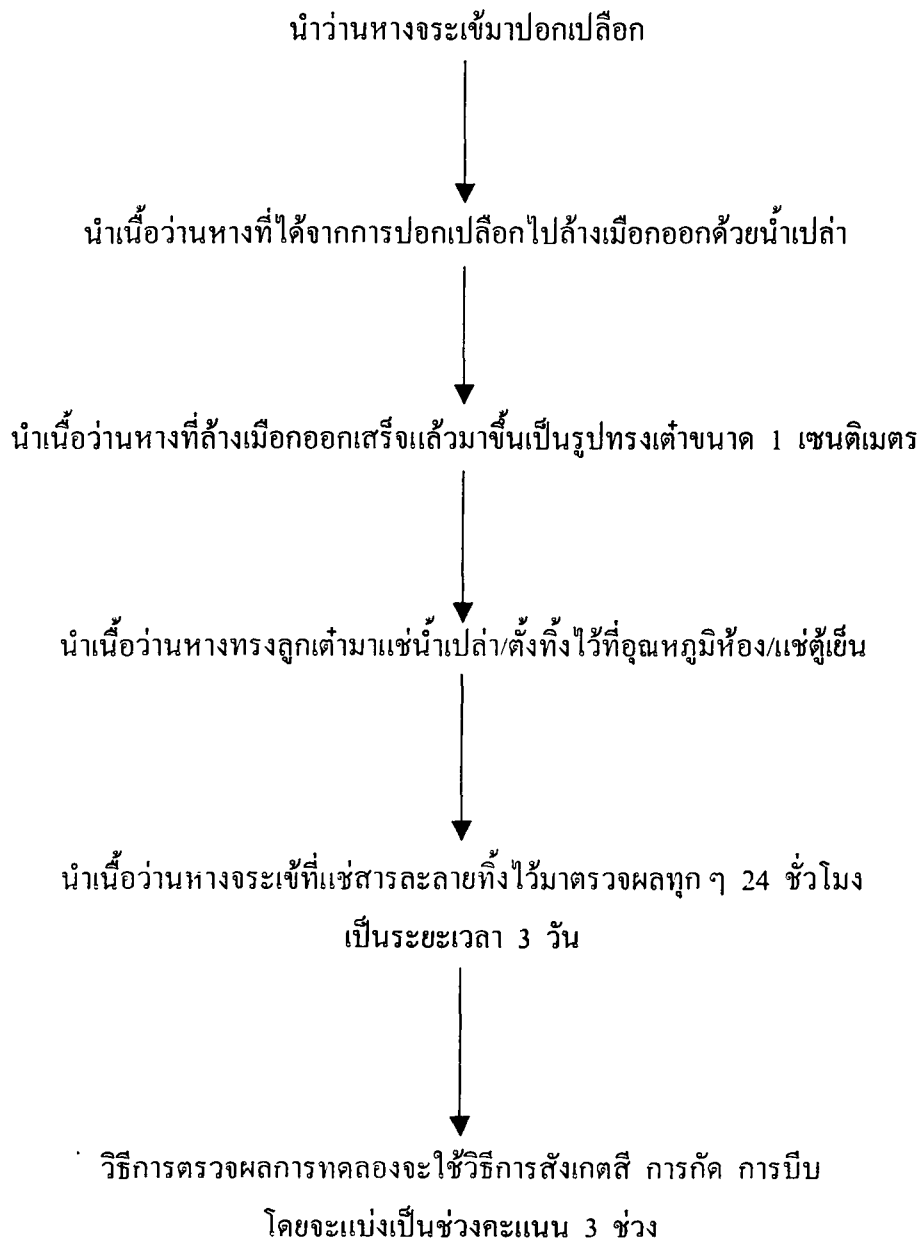 นำว่านหางจระเข้มาปอกเปลือก
นำเนื้อว่านหางที่ได้จากการปอกเปลือกไปล้างเมือกออกด้วยน้ำเปล่า
นำเนื้อว่านหางที่ล้างเมือกออกเสร็จแล้วมาขึ้นเป็นรูปทรงเต๋าขนาด 1 เซนติเมตร
นำเนื้อว่านหางทรงลูกเต๋ามาแช่น้ำเปล่า/ตั้งทิ้งไว้ที่อุณหภูมิห้อง/แช่ตู้เย็น
นำเนื้อว่านหางจระเข้ที่แช่สารละลายทิ้งไว้มาตรวจผลทุก ๆ 24 ชั่วโมง
เป็นระยะเวลา 3 วัน
วิธีการตรวจผลการทดลองจะใช้วิธีการสังเกตสี การกัด การบีบ
โดยจะแบ่งเป็นช่วงคะแนน 3 ช่วง